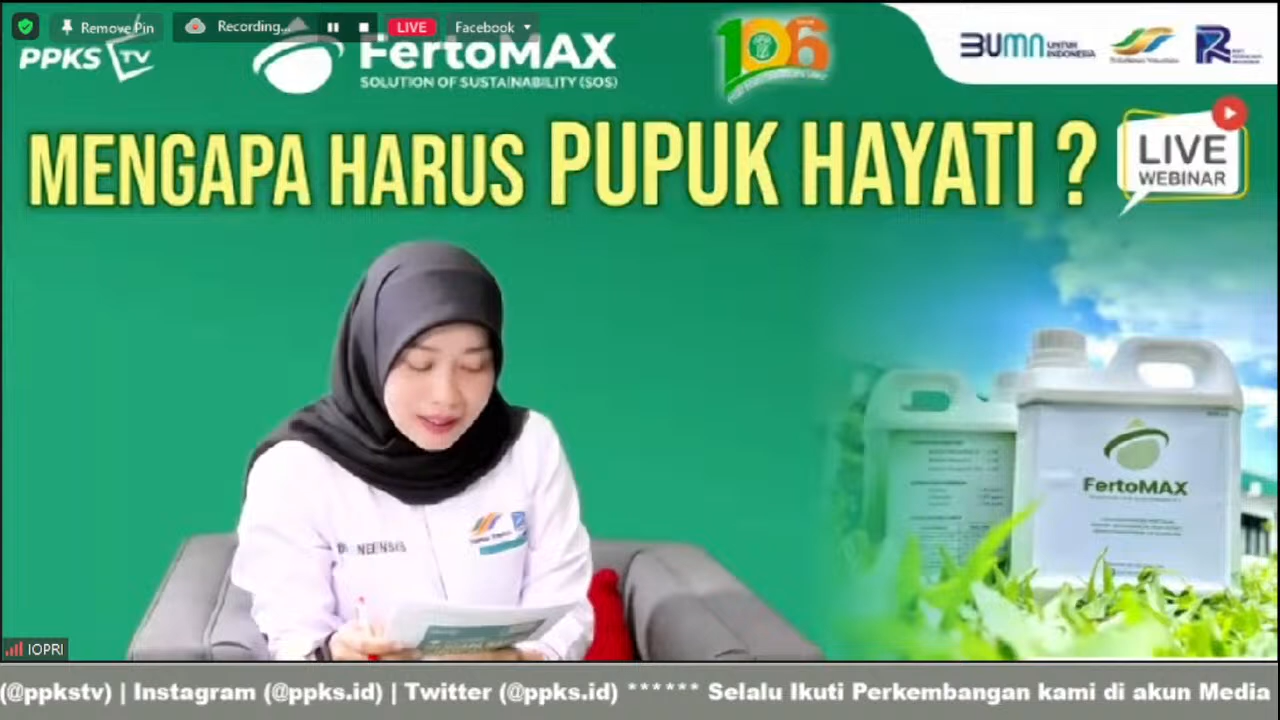 Remove Pin
Recording...
LIVE
Facebook
PPKS TV
FertoMAX
SOLUTION OF SUSTAINABILITY (SOS)
106
BUMN UNTUK INDONESIA
MENGAPA HARUS PUPUK HAYATI ?
LIVE
WEBINAR
FertoMAX
IOPRI
(@ppkstv) | Instagram (@ppks.id) | Twitter (@ppks.id) ****** Selalu Ikuti Perkembangan kami di akun Media